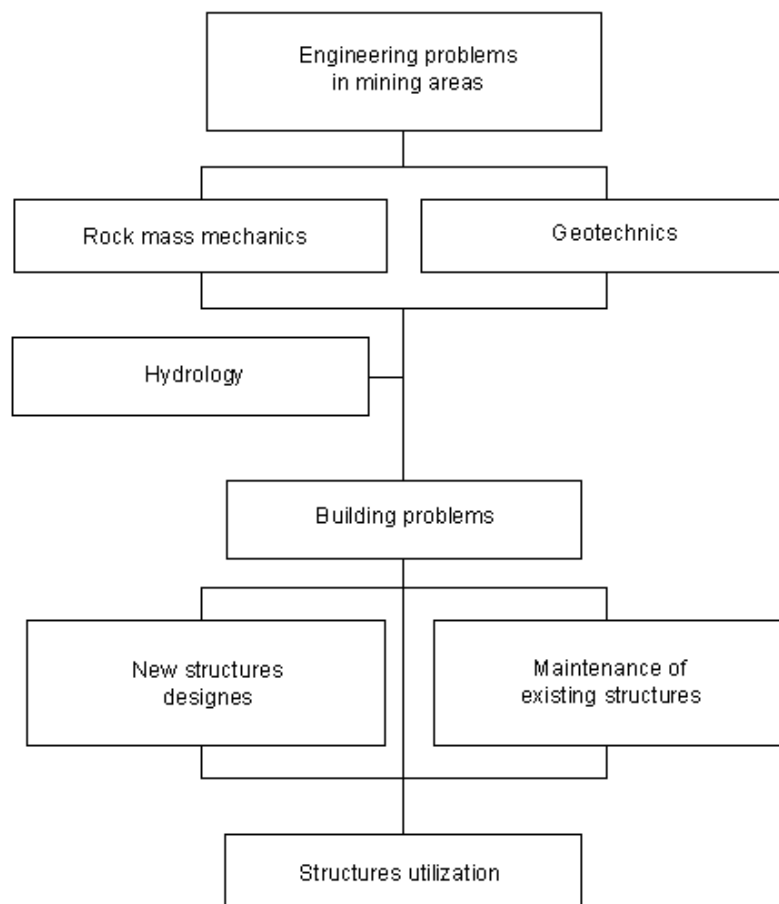 Engineering problems
in mining areas
Rock mass mechanics
Geotechnics
Hydrology
Building problems
New structures
designes
Maintenance of
existing structures
Structures utilization